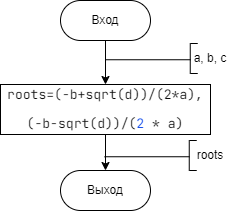 Вход
a, b, c
roots=(-b+sqrt(d))/(2*a),
(-b-sqrt(d))/(2 * a)
roots
Выход